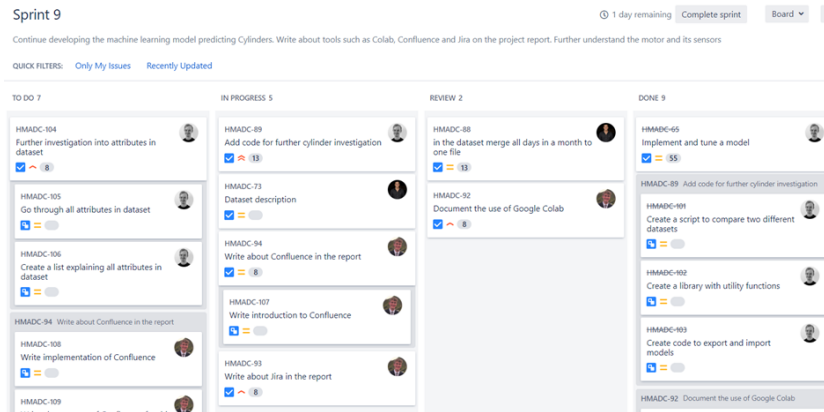 Sprint 9
1 day remaining
Complete sprint
Board
Continue developing the machine learning model predicting Cylinders. Write about tools such as Colab, Confluence and Jira on the project report. Further understand the motor and its sensors
QUICK FILTERS: Only My Issues Recently Updated
TO DO 7
HMADC-104
Further investigation into attributes in
dataset
8
HMADC-105
Go through all attributes in dataset
HMADC-106
Create a list explaining all attributes in
dataset
HMADC-94 Write about Confluence in the report
HMADC-108
Write implementation of Confluence
HMADC-109
IN PROGRESS 5
HMADC-89
Add code for further cylinder investigation
13
HMADC-73
Dataset description
HMADC-94
Write about Confluence in the report
8
HMADC-107
Write introduction to Confluence
HMADC-93
Write about Jira in the report
8
REVIEW 2
HMADC-88
in the dataset merge all days in a month to
one file
13
HMADC-92
Document the use of Google Colab
8
DONE 9
HMADC-65
Implement and tune a model
55
HMADC-89 Add code for further cylinder investigation
HMADC-101
Create a script to compare two different
datasets
HMADC-102
Create a library with utility functions
HMADC-103
Create code to export and import
models
HMADC-92 Document the use of Google Colab